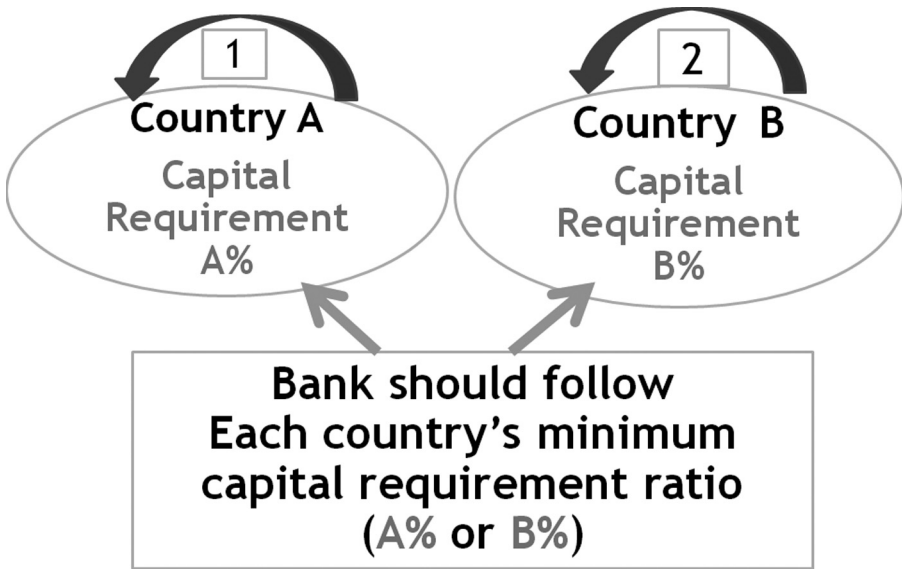 1
Country A
Capital
Requirement
A%
2
Country B
Capital
Requirement
B%
Bank should follow
Each country’s minimum
capital requirement ratio
(A% or B%)